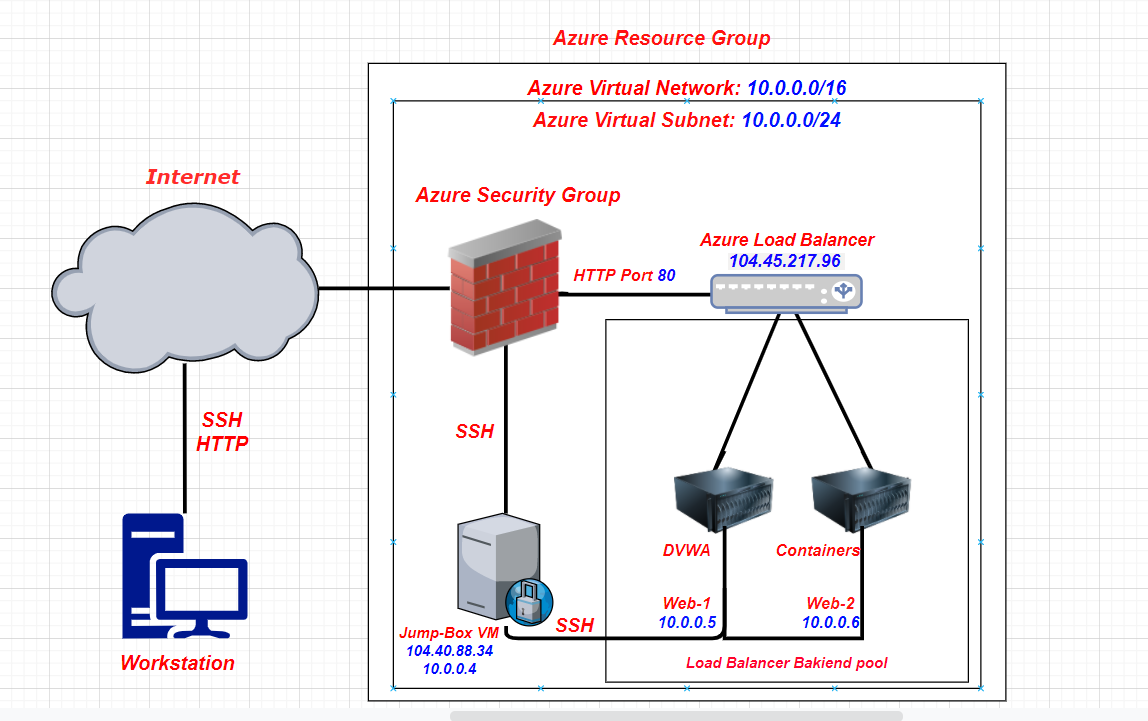 Azure Resource Group
Azure Virtual Network: 10.0.0.0/16
Azure Virtual Subnet: 10.0.0.0/24
Internet
Azure Security Group
Azure Load Balancer
104.45.217.96
HTTP Port 80
SSH
HTTP
SSH
DVWA
Containers
Web-1
10.0.0.5
Web-2
10.0.0.6
SSH
Jump-Box VM
104.40.88.34
10.0.0.4
Workstation
Load Balancer Bakiend pool